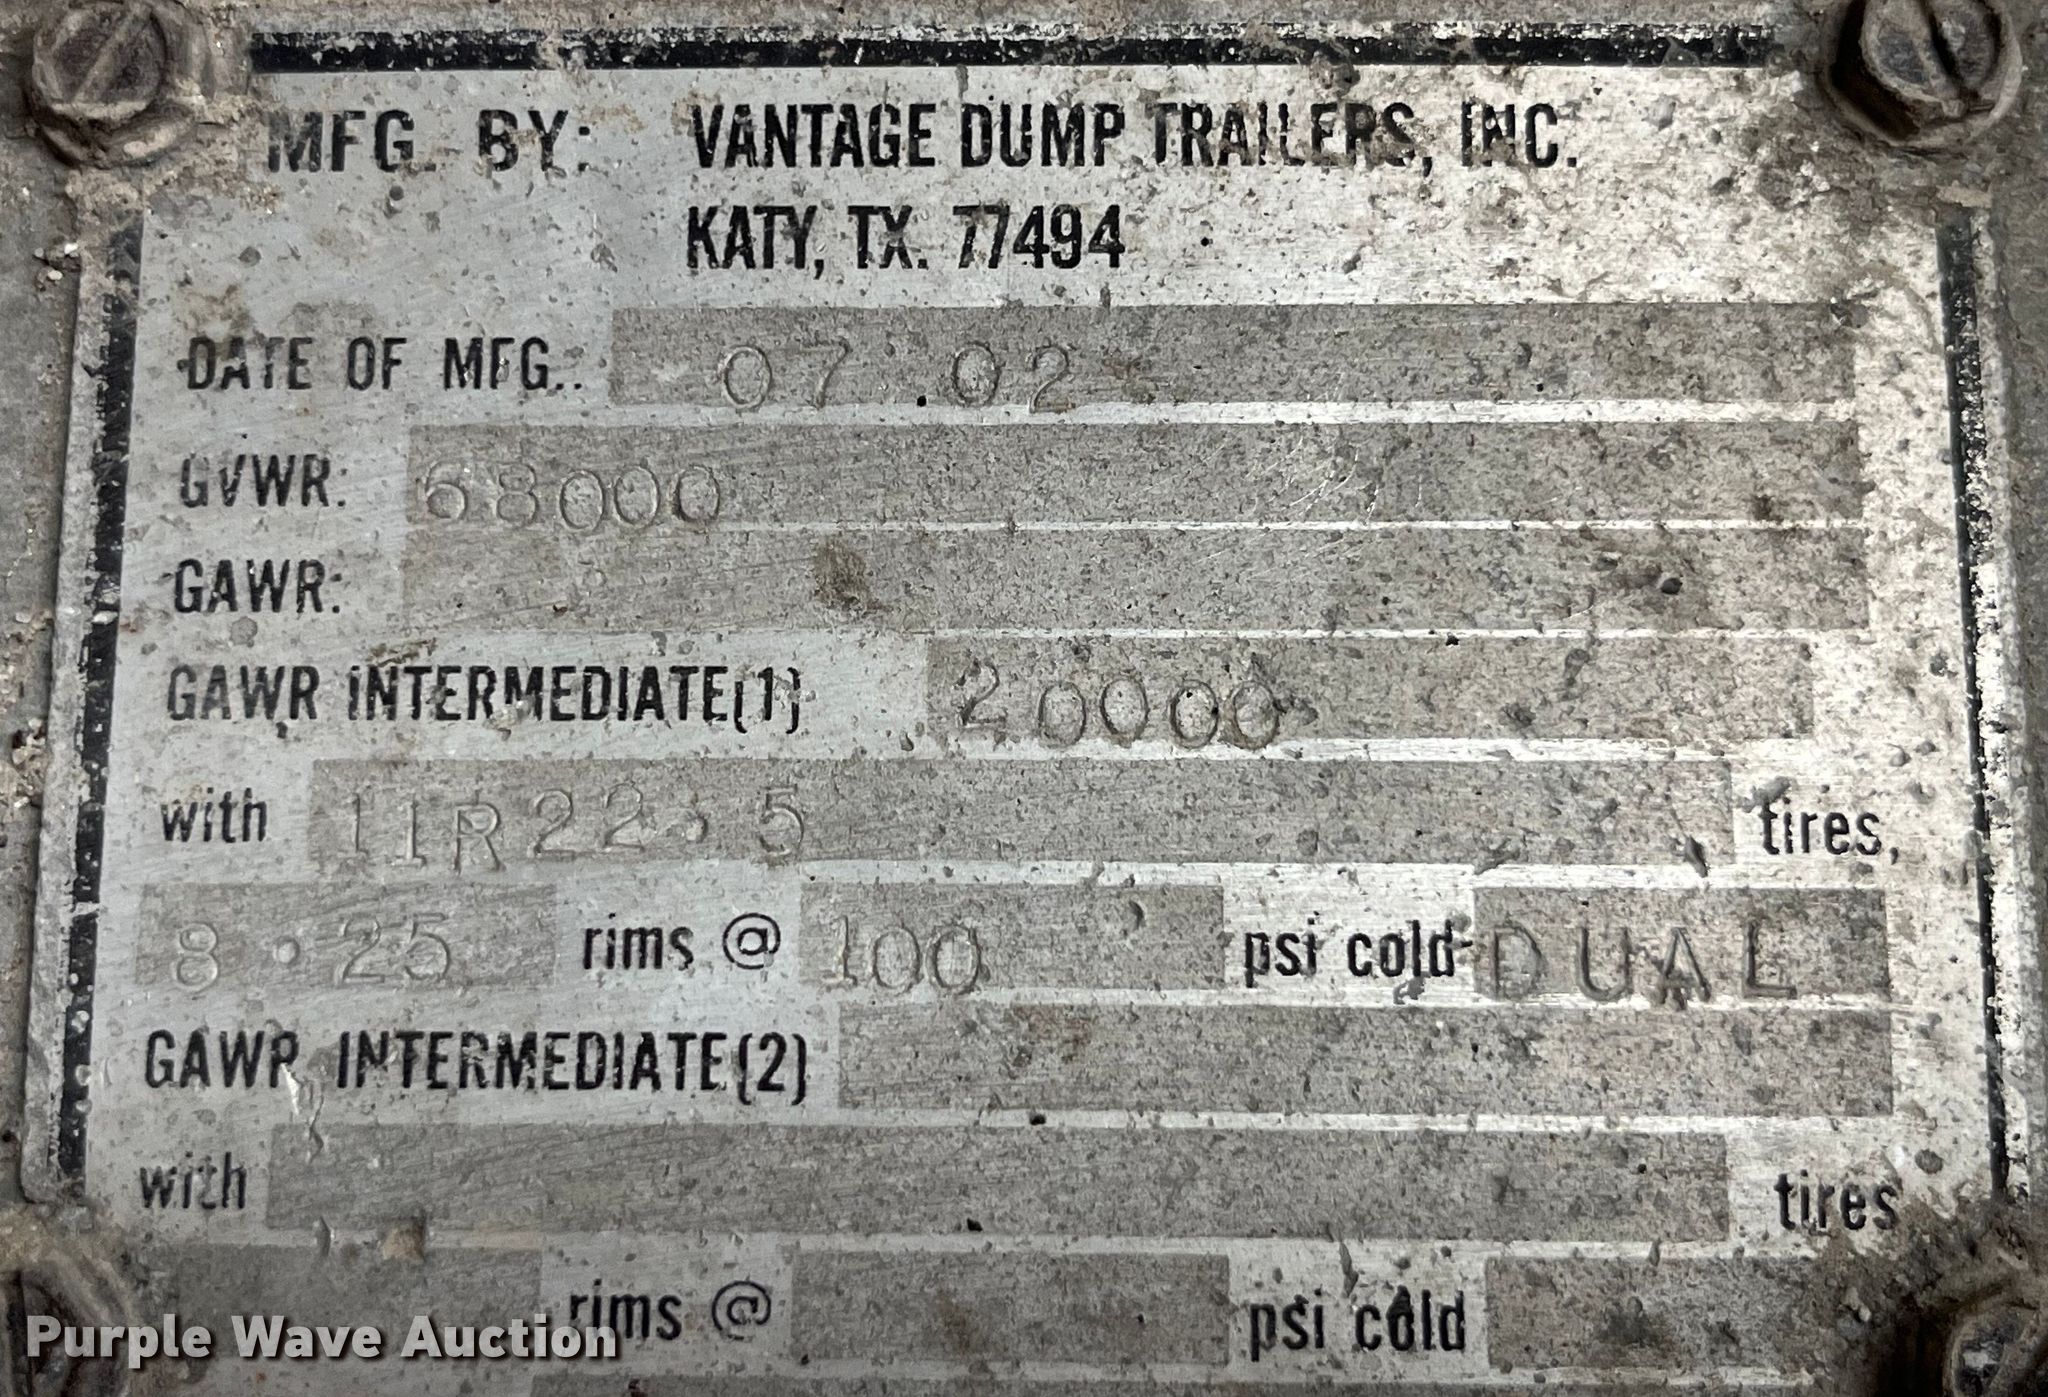 MFG. BY: VANTAGE DUMP TRAILERS, INC.
KATY, TX. 77494
DATE OF MFG.. 07 02
GVWR: 68000
GAWR:
GAWR INTERMEDIATE(1) 20000
with 11R22.5 tires,
8.25 rims @ 100 psi cold DUAL
GAWR INTERMEDIATE(2)
with tires
rims @ psi cold
Purple Wave Auction